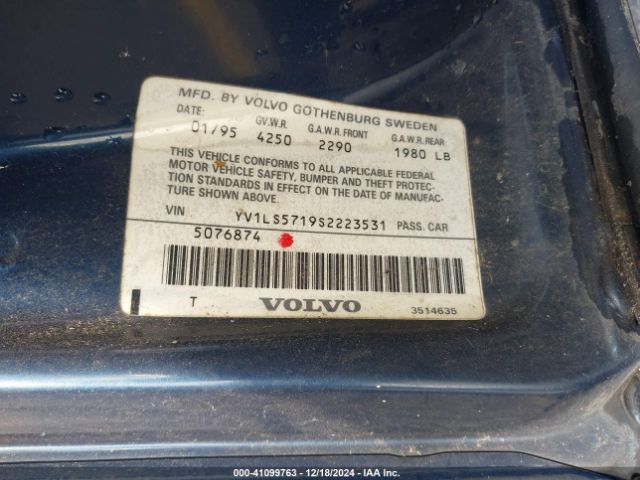 MFD. BY VOLVO GOTHENBURG SWEDEN
DATE: GV.W.R G.A.W.R. FRONT G.A.W.R. REAR
01/95 4250 2290 1980 LB
THIS VEHICLE CONFORMS TO ALL APPLICABLE FEDERAL
MOTOR VEHICLE SAFETY, BUMPER AND THEFT PROTEC-
TION STANDARDS IN EFFECT ON THE DATE OF MANUFAC-
TURE SHOWN ABOVE.
VIN YV1LS5719S2223531 PASS. CAR
5076874
T VOLVO 3514635
000-41099763 - 12/18/2024 - IAA Inc.